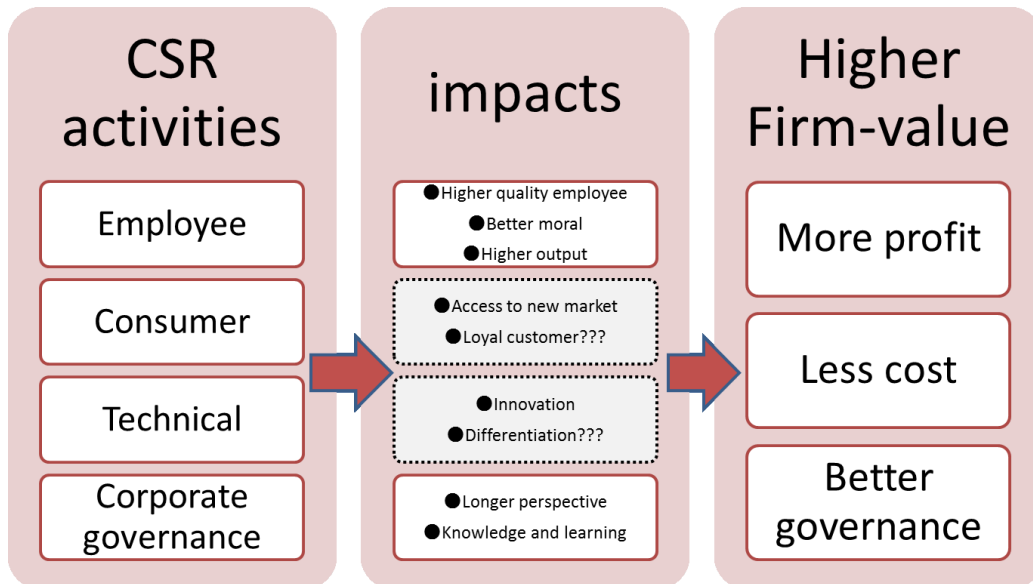 CSR
activities
Employee
Consumer
Technical
Corporate
governance
impacts
●Higher quality employee
●Better moral
●Higher output
●Access to new market
●Loyal customer???
●Innovation
●Differentiation???
●Longer perspective
●Knowledge and learning
Higher
Firm-value
More profit
Less cost
Better
governance